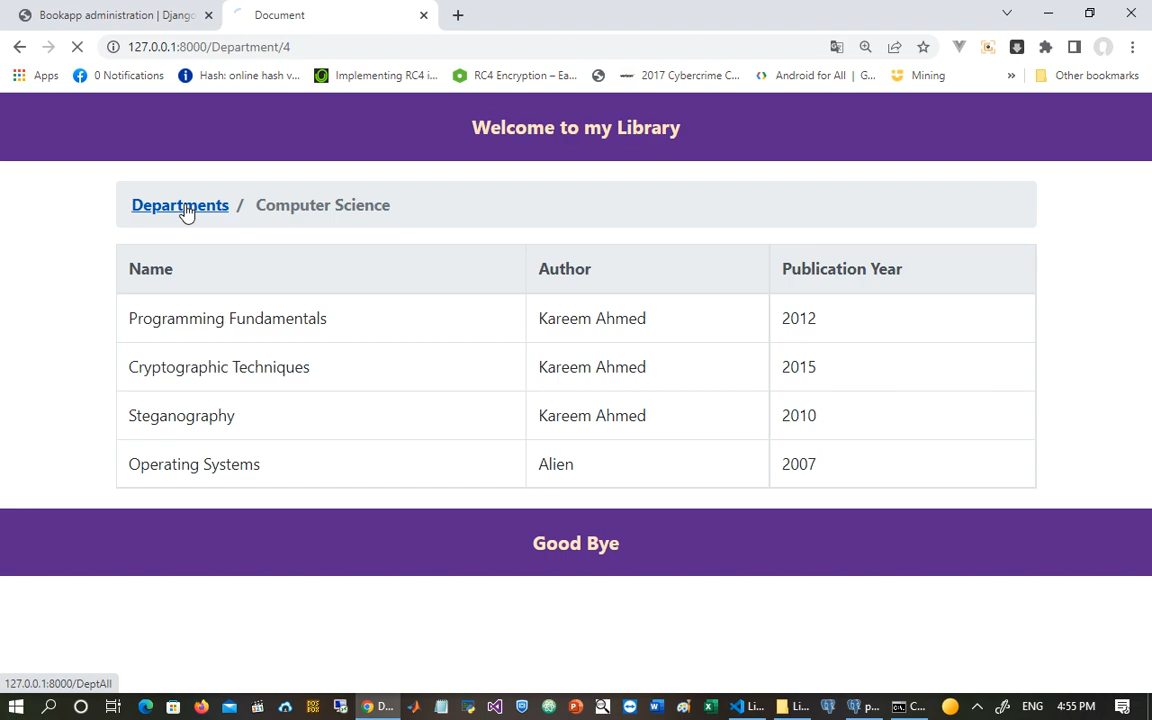 Bookapp administration | Djang
Document
127.0.0.1:8000/Department/4
Apps
0 Notifications
Hash: online hash v...
Implementing RC4 i...
RC4 Encryption – Ea...
2017 Cybercrime C...
Android for All | G...
Mining
»
Other bookmarks
Welcome to my Library
Departments / Computer Science
Name Author Publication Year
Programming Fundamentals Kareem Ahmed 2012
Cryptographic Techniques Kareem Ahmed 2015
Steganography Kareem Ahmed 2010
Operating Systems Alien 2007
Good Bye
127.0.0.1:8000/DeptAll
D...
Li...
Li...
p...
C...
ENG
4:55 PM